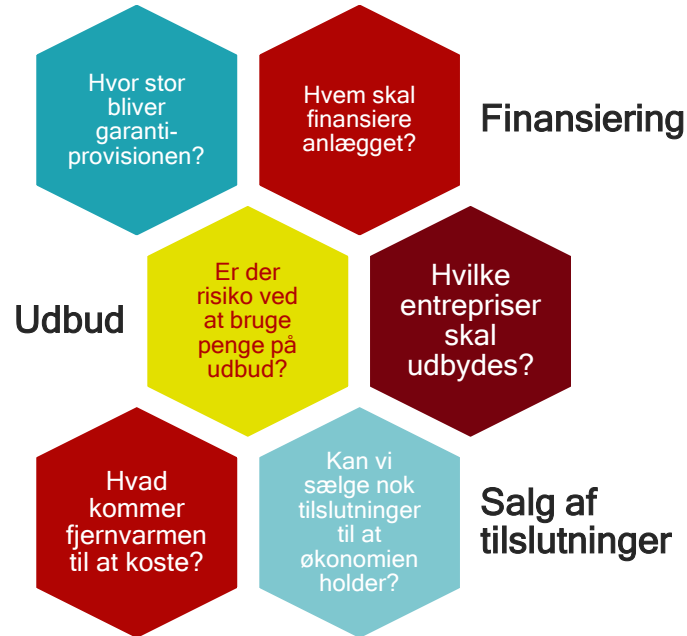 Hvor stor
bliver
garanti-
provisionen?
Hvem skal
finansiere
anlægget?
Finansiering
Udbud
Er der
risiko ved
at bruge
penge på
udbud?
Hvilke
entrepriser
skal
udbydes?
Hvad
kommer
fjernvarmen
til at koste?
Kan vi
sælge nok
tilslutninger
til at
økonomien
holder?
Salg af
tilslutninger